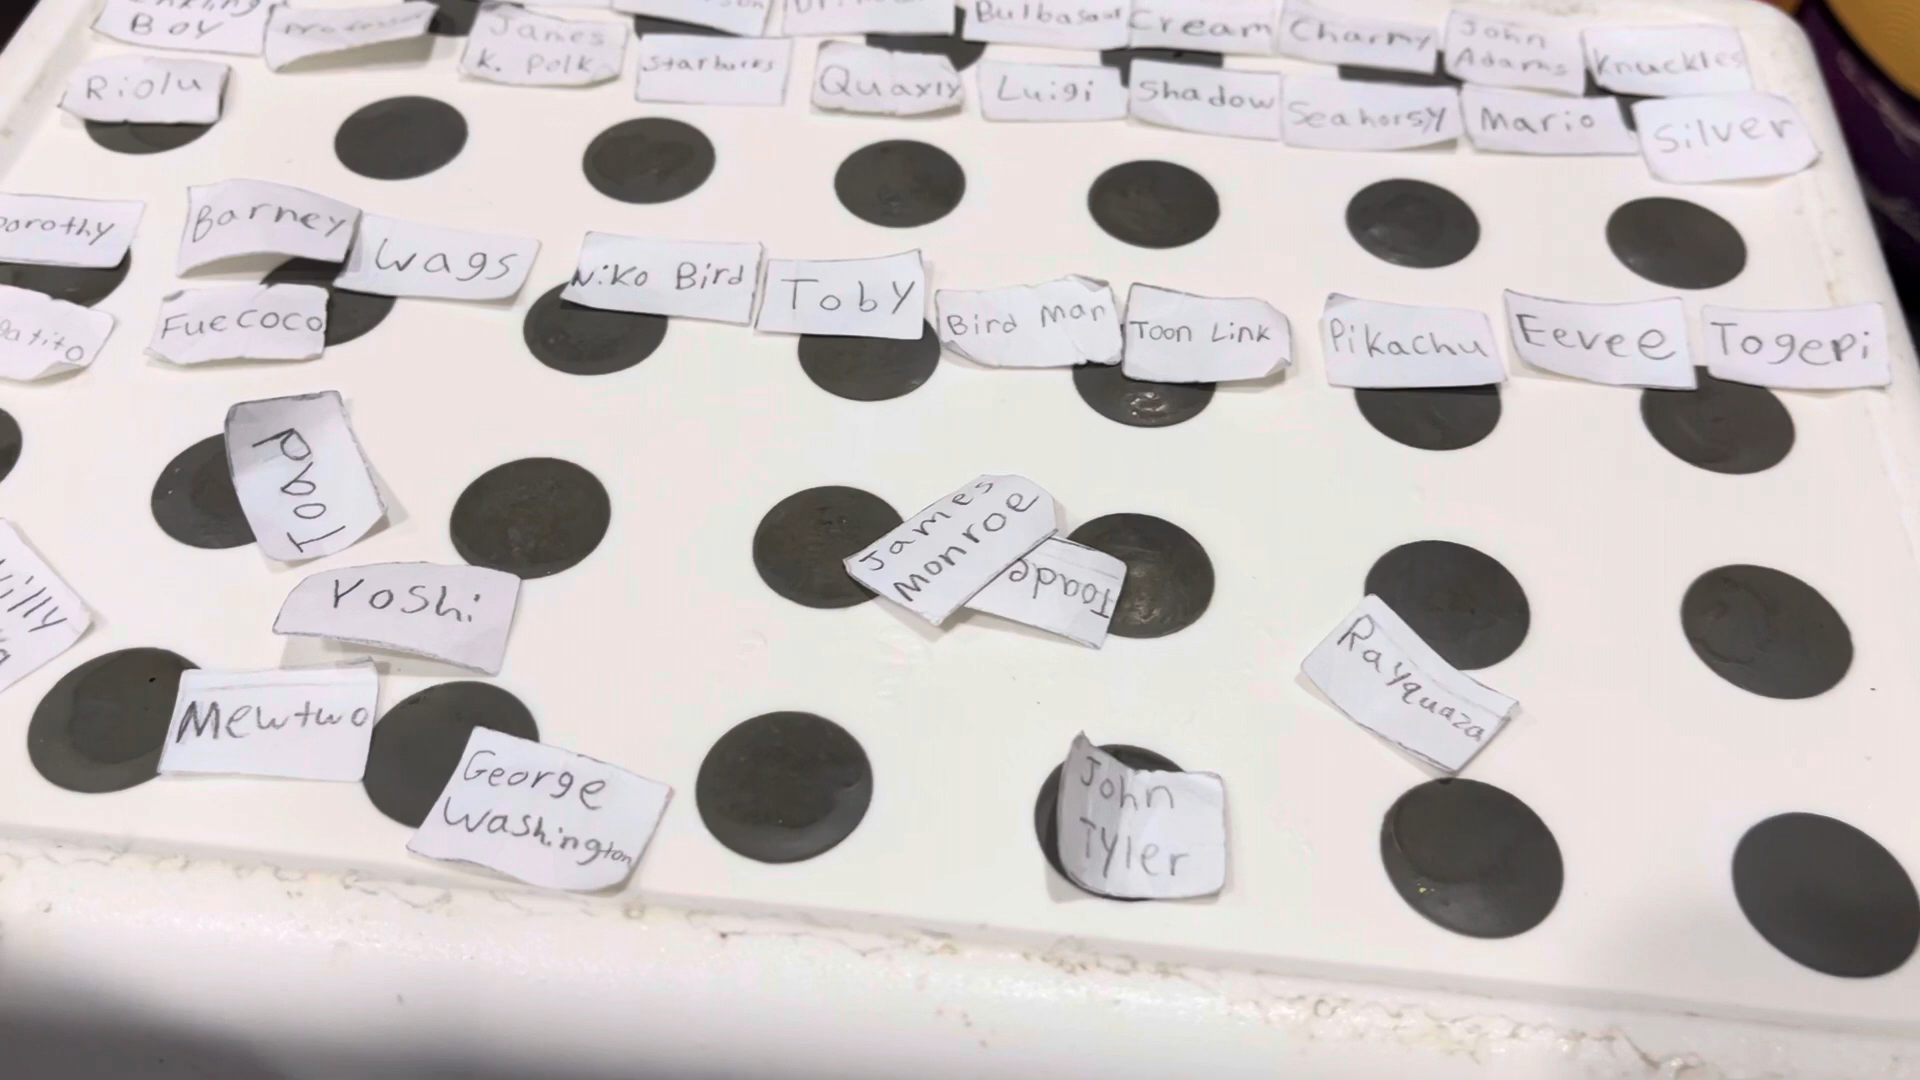 Boy
James
K. Polk
Starbucks
Bulbasaur
Cream
Charmy
John
Adams
Knuckles
Riolu
Quaxly
Luigi
Shadow
Seahorsy
Mario
Silver
Barney
Wags
Niko Bird
Toby
Bird Man
Toon Link
Pikachu
Eevee
Togepi
Fuecoco
Toad
James
Monroe
Yoshi
Rayquaza
Mewtwo
George
Washington
John
Tyler